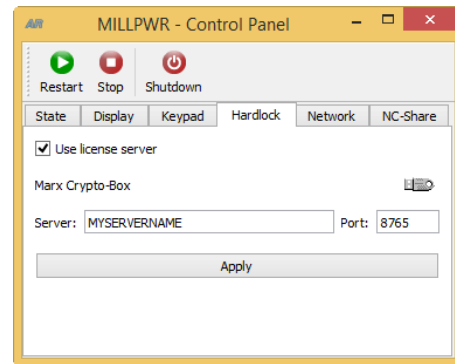 AR MILLPWR - Control Panel
Restart Stop Shutdown
State Display Keypad Hardlock Network NC-Share
Use license server
Marx Crypto-Box
Server: MYSERVERNAME Port: 8765
Apply